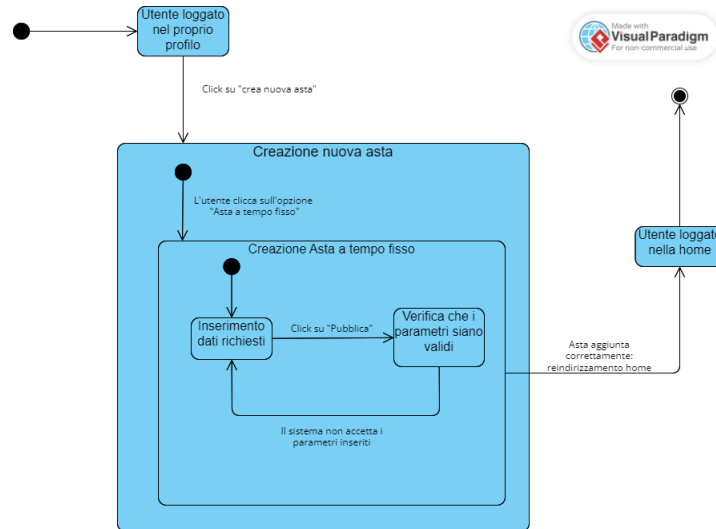 Utente loggato
nel proprio
profilo
Made with
VisualParadigm
For non-commercial use
Click su "crea nuova asta"
Creazione nuova asta
L'utente clicca sull'opzione
"Asta a tempo fisso"
Utente loggato
nella home
Creazione Asta a tempo fisso
Inserimento
dati richiesti
Click su "Pubblica"
Verifica che i
parametri siano
validi
Asta aggiunta
correttamente:
reindirizzamento home
Il sistema non accetta i
parametri inseriti